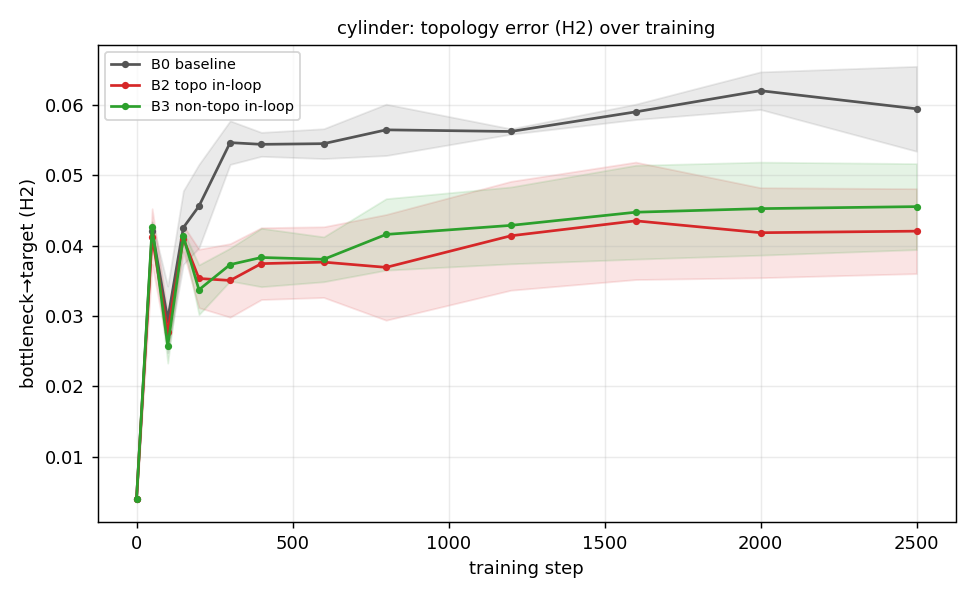 cylinder: topology error (H2) over training
B0 baseline
B2 topo in-loop
B3 non-topo in-loop
bottleneck→target (H2)
0.06
0.05
0.04
0.03
0.02
0.01
0 500 1000 1500 2000 2500
training step